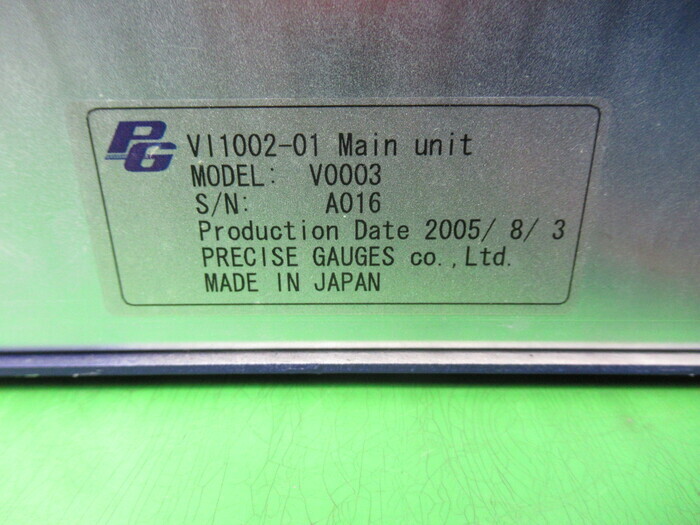 PG VI1002-01 Main unit
MODEL: V0003
S/N: A016
Production Date 2005/ 8/ 3
PRECISE GAUGES co.,Ltd.
MADE IN JAPAN